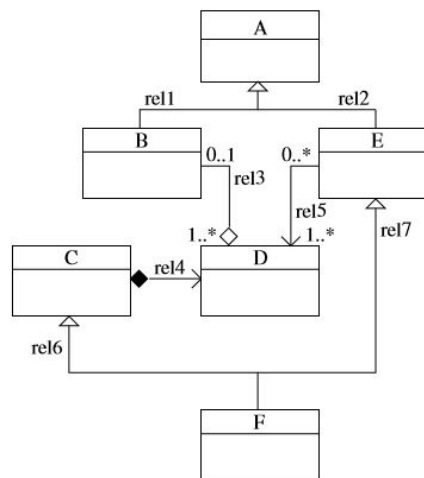 A
rel1 rel2
B E
0..1 0..*
rel3
rel5
1..* 1..* rel7
C D
rel4
rel6
F